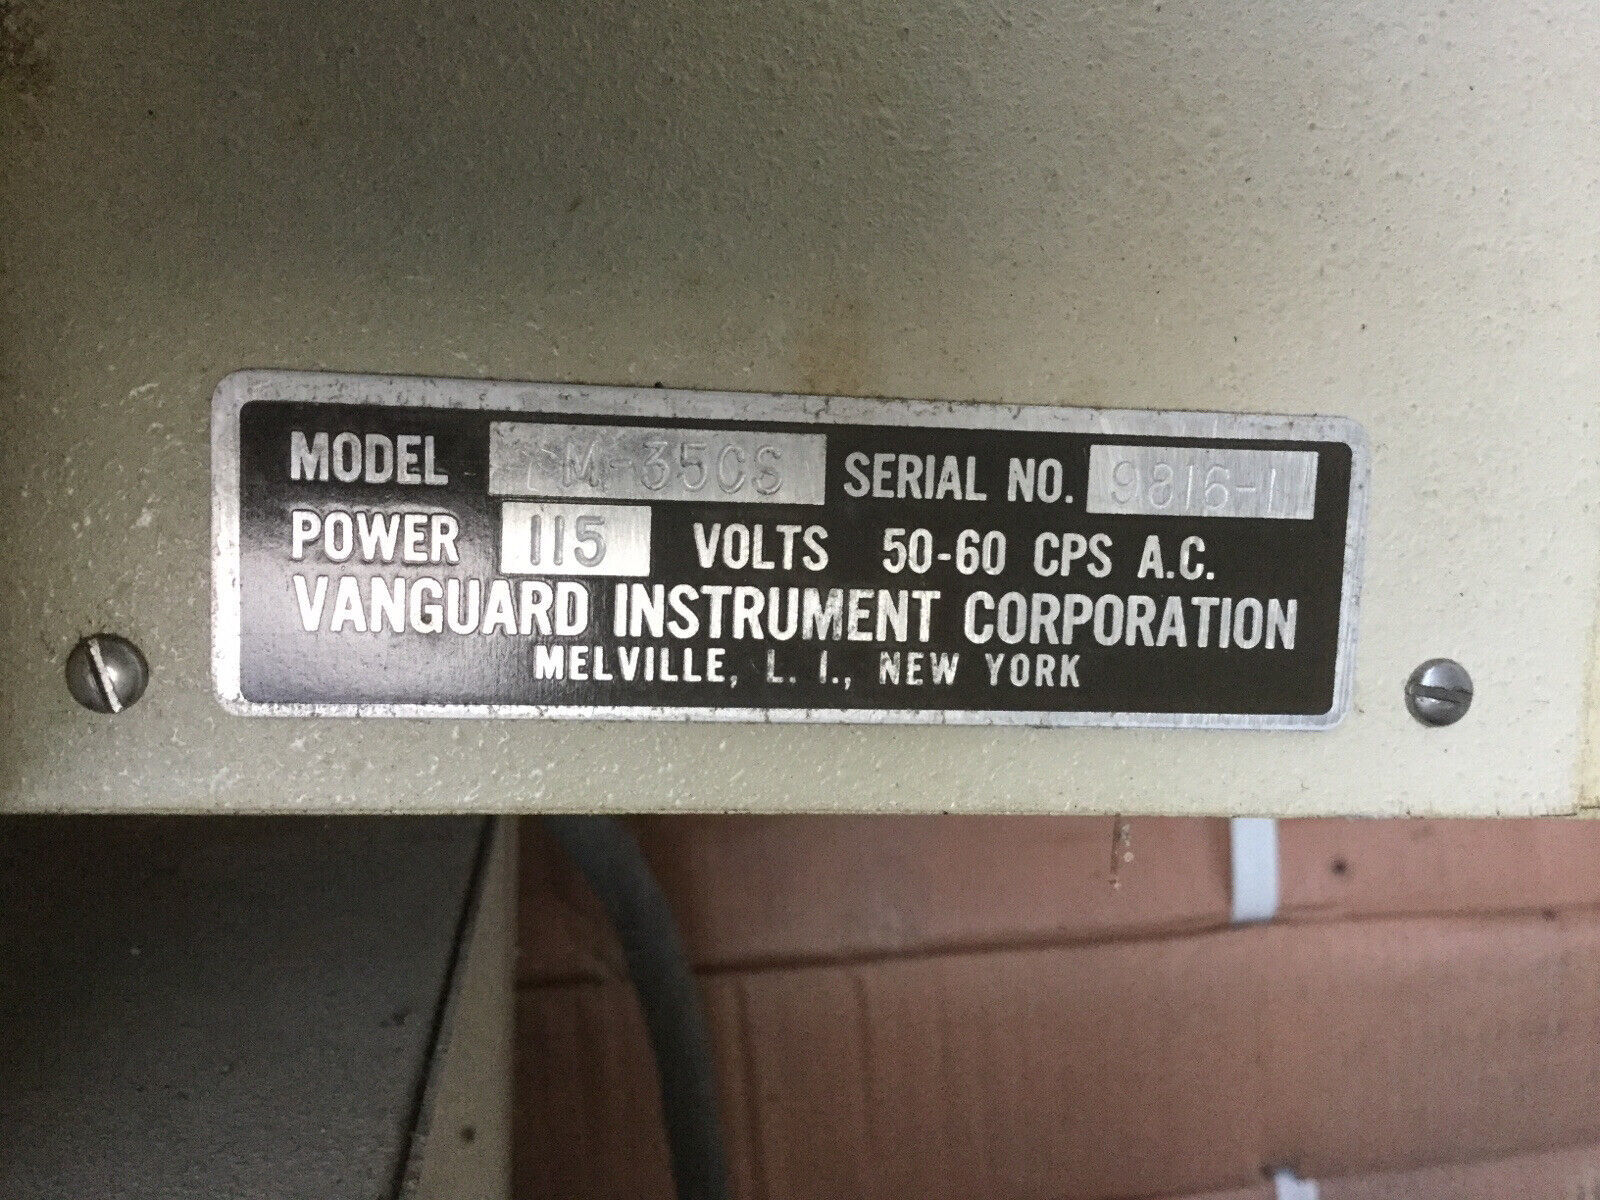 MODEL M-35CS SERIAL NO. 9816-1
POWER 115 VOLTS 50-60 CPS A.C.
VANGUARD INSTRUMENT CORPORATION
MELVILLE, L. I., NEW YORK